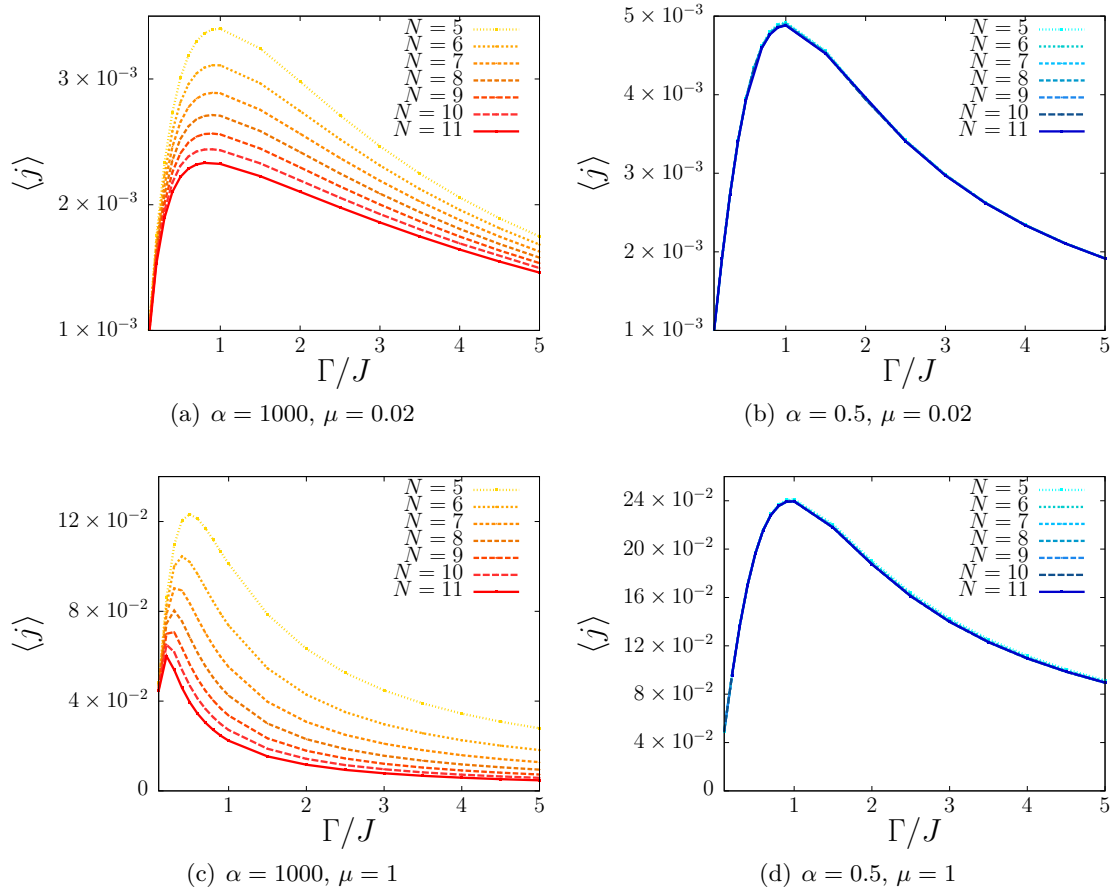 ⟨j⟩
3 × 10⁻³
2 × 10⁻³
1 × 10⁻³
1 2 3 4 5
Γ/J
N = 5
N = 6
N = 7
N = 8
N = 9
N = 10
N = 11
(a) α = 1000, μ = 0.02
⟨j⟩
5 × 10⁻³
4 × 10⁻³
3 × 10⁻³
2 × 10⁻³
1 × 10⁻³
1 2 3 4 5
Γ/J
N = 5
N = 6
N = 7
N = 8
N = 9
N = 10
N = 11
(b) α = 0.5, μ = 0.02
⟨j⟩
12 × 10⁻²
8 × 10⁻²
4 × 10⁻²
0
1 2 3 4 5
Γ/J
N = 5
N = 6
N = 7
N = 8
N = 9
N = 10
N = 11
(c) α = 1000, μ = 1
⟨j⟩
24 × 10⁻²
20 × 10⁻²
16 × 10⁻²
12 × 10⁻²
8 × 10⁻²
4 × 10⁻²
0
1 2 3 4 5
Γ/J
N = 5
N = 6
N = 7
N = 8
N = 9
N = 10
N = 11
(d) α = 0.5, μ = 1